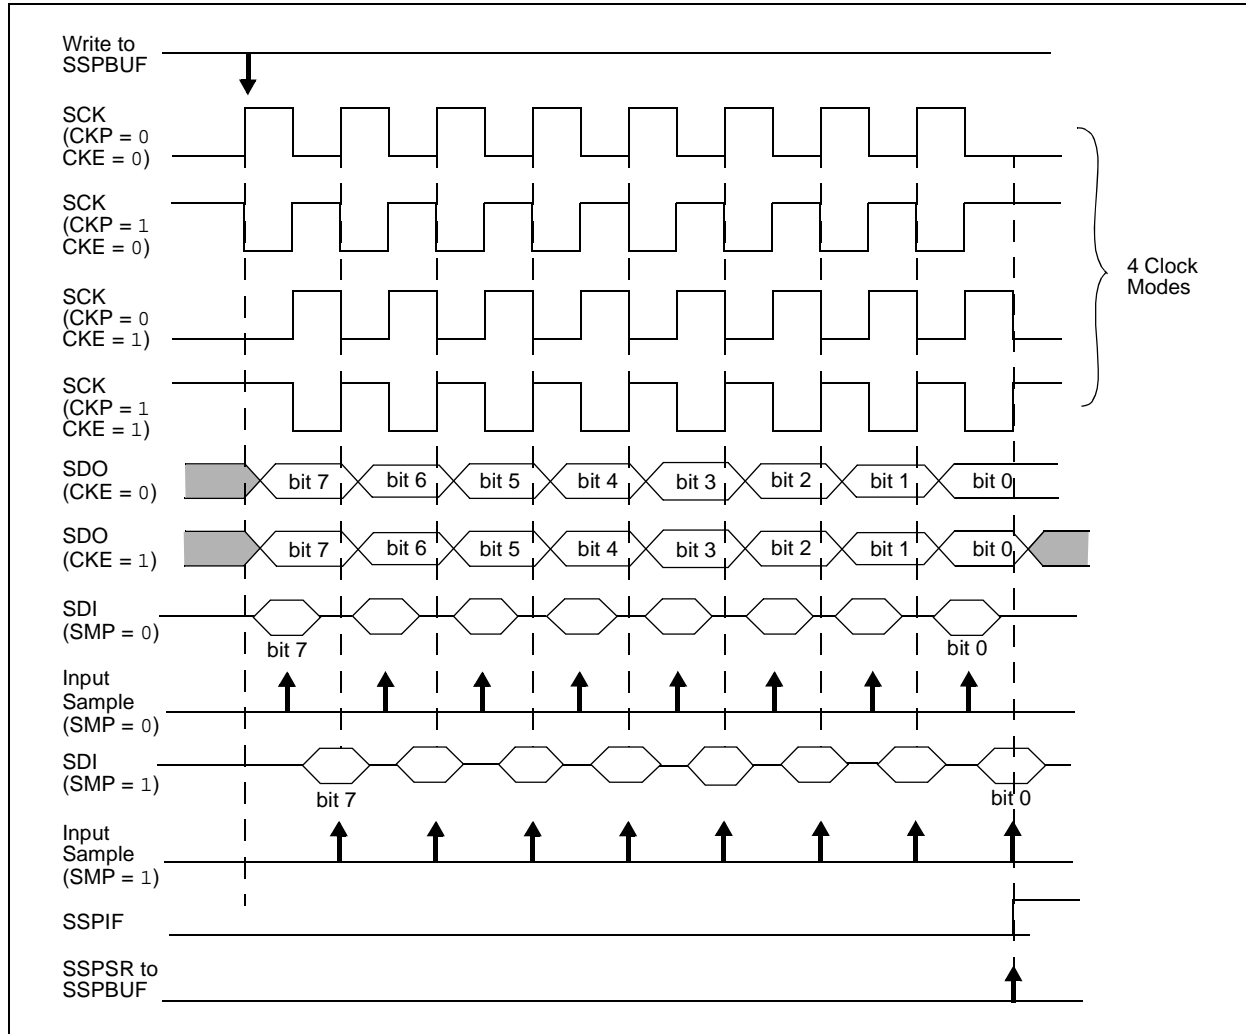 Write to
SSPBUF
SCK
(CKP = 0
CKE = 0)
SCK
(CKP = 1
CKE = 0)
4 Clock
Modes
SCK
(CKP = 0
CKE = 1)
SCK
(CKP = 1
CKE = 1)
SDO
(CKE = 0)
bit 7 bit 6 bit 5 bit 4 bit 3 bit 2 bit 1 bit 0
SDO
(CKE = 1)
bit 7 bit 6 bit 5 bit 4 bit 3 bit 2 bit 1 bit 0
SDI
(SMP = 0)
bit 7 bit 0
Input
Sample
(SMP = 0)
SDI
(SMP = 1)
bit 7 bit 0
Input
Sample
(SMP = 1)
SSPIF
SSPSR to
SSPBUF